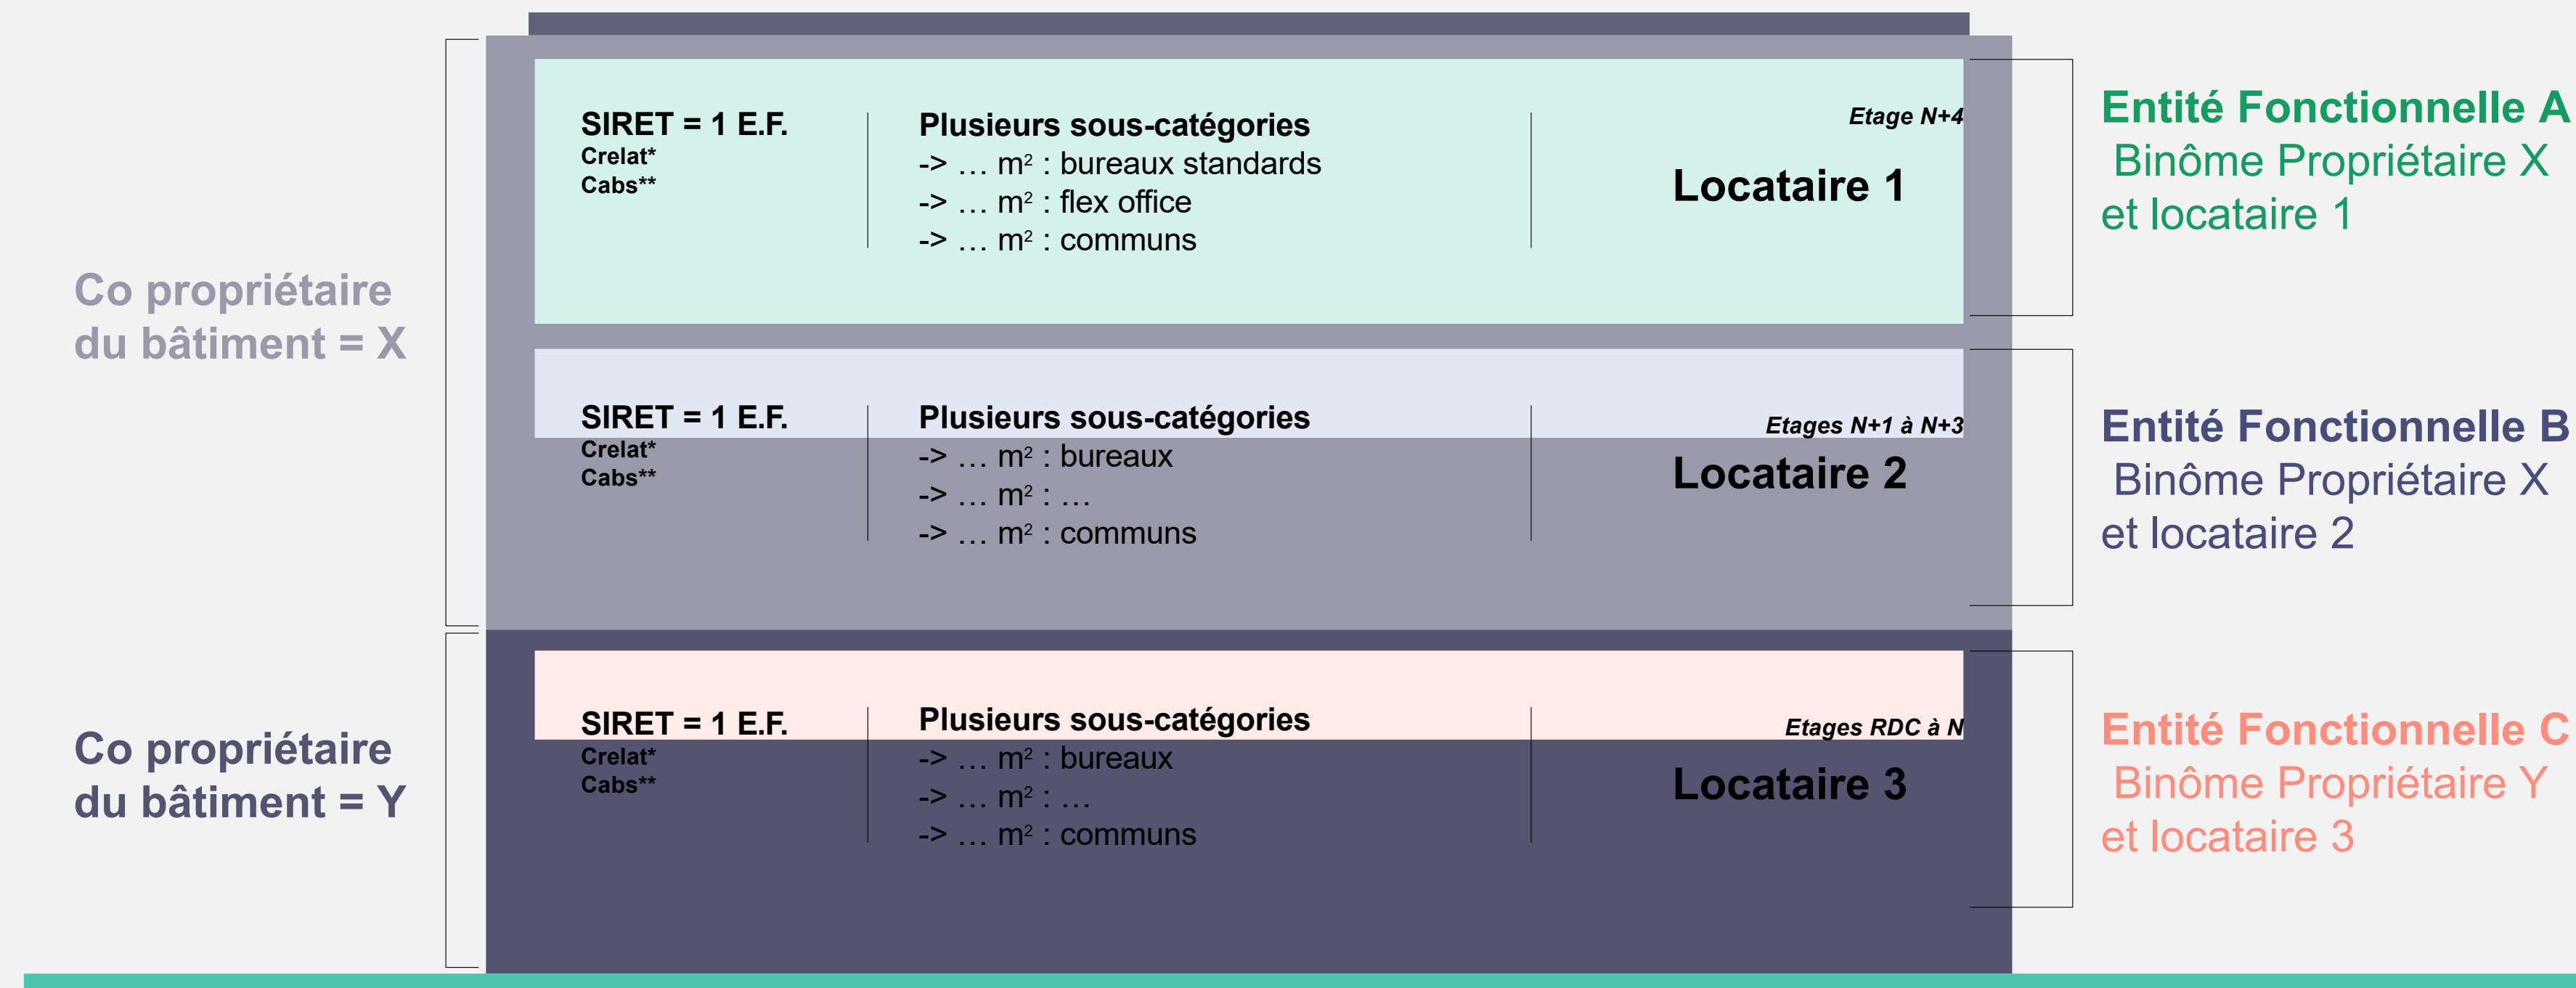 Co propriétaire
du bâtiment = X
SIRET = 1 E.F.
Crelat*
Cabs**
Plusieurs sous-catégories
-> … m² : bureaux standards
-> … m² : flex office
-> … m² : communs
Etage N+4
Locataire 1
Entité Fonctionnelle A
Binôme Propriétaire X
et locataire 1
SIRET = 1 E.F.
Crelat*
Cabs**
Plusieurs sous-catégories
-> … m² : bureaux
-> … m² : …
-> … m² : communs
Etages N+1 à N+3
Locataire 2
Entité Fonctionnelle B
Binôme Propriétaire X
et locataire 2
Co propriétaire
du bâtiment = Y
SIRET = 1 E.F.
Crelat*
Cabs**
Plusieurs sous-catégories
-> … m² : bureaux
-> … m² : …
-> … m² : communs
Etages RDC à N
Locataire 3
Entité Fonctionnelle C
Binôme Propriétaire Y
et locataire 3